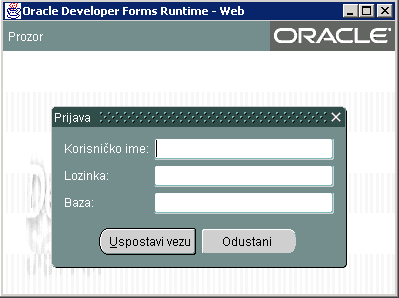 Oracle Developer Forms Runtime - Web
Prozor
ORACLE
Prijava
Korisničko ime:
Lozinka:
Baza:
Uspostavi vezu
Odustani